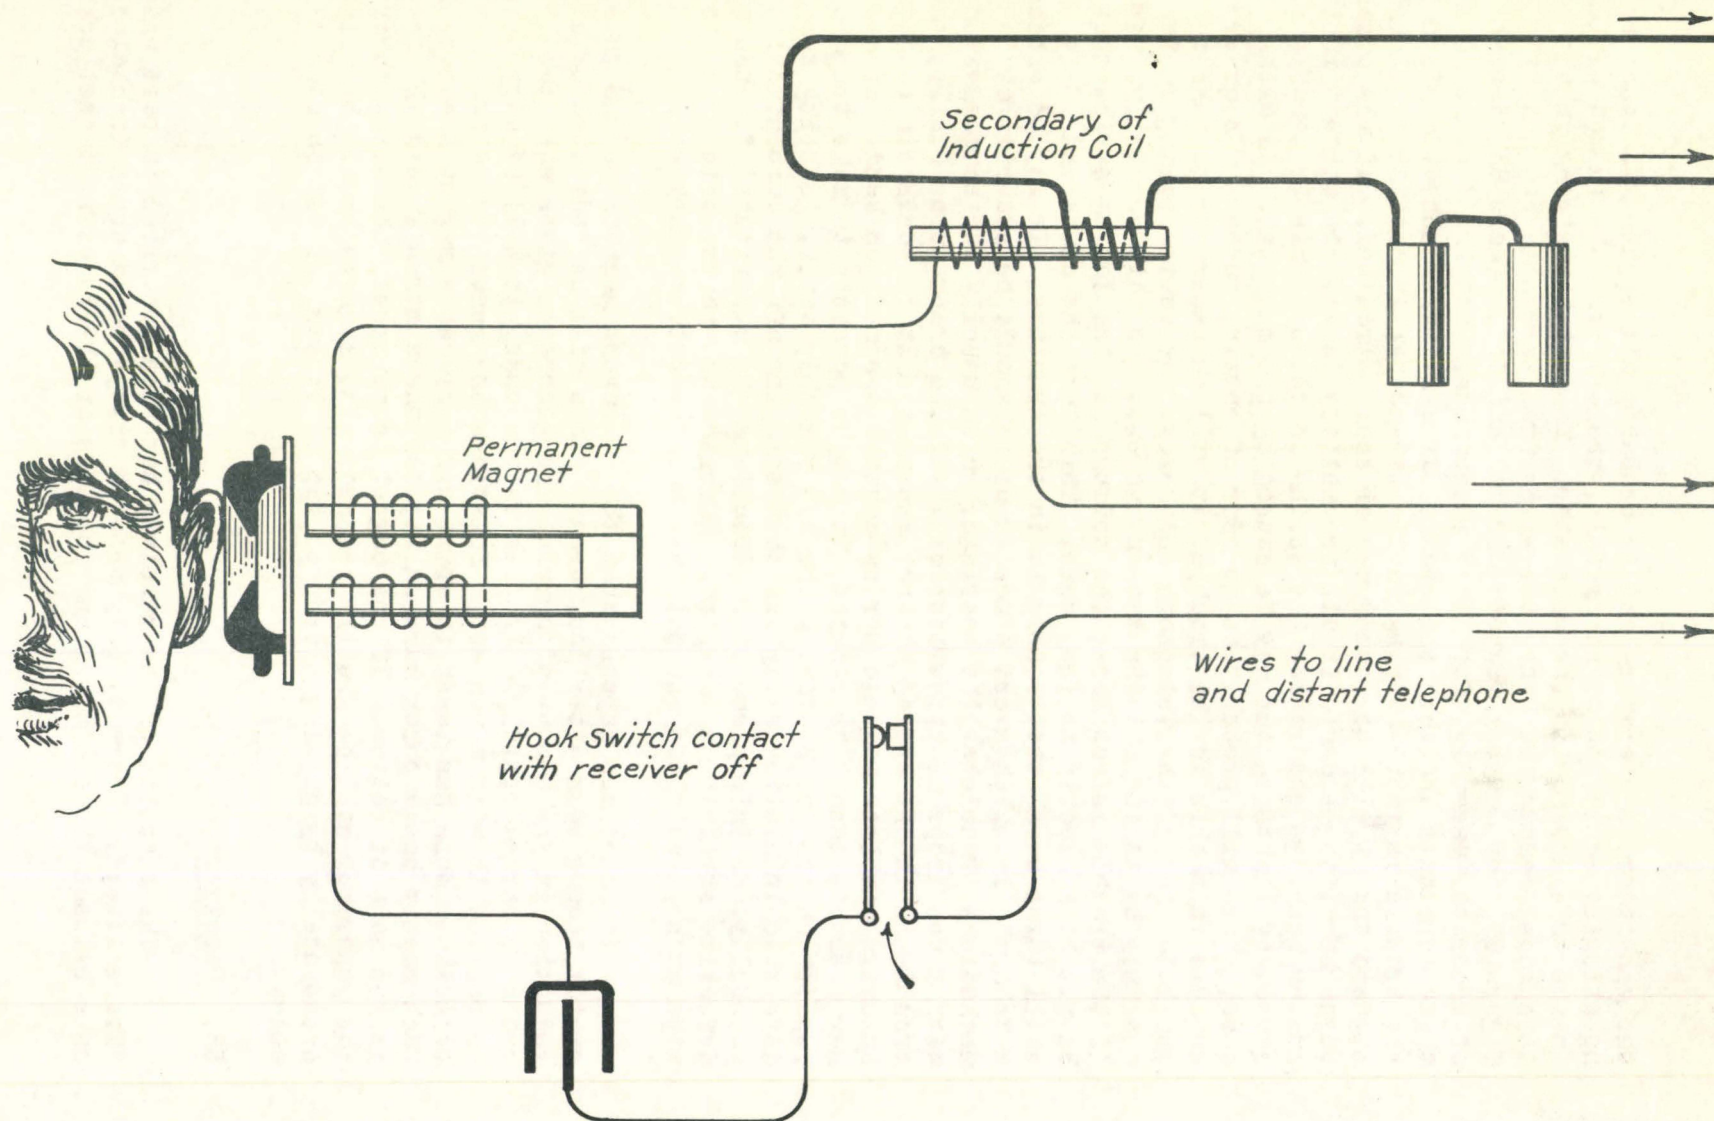 Secondary of
Induction Coil
Permanent
Magnet
Wires to line
and distant telephone
Hook Switch contact
with receiver off